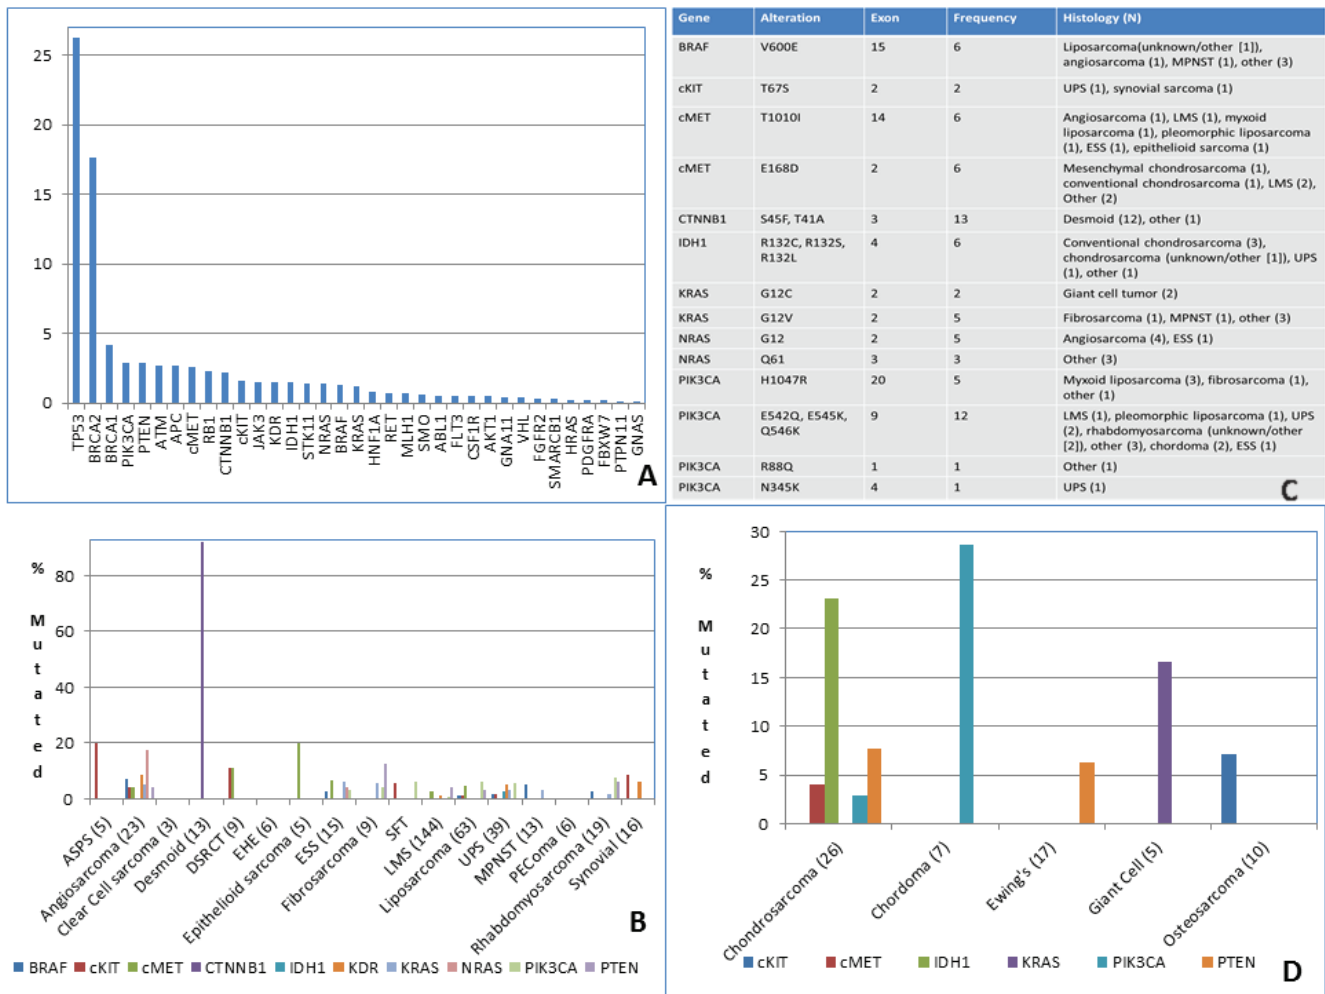 25
20
15
10
5
0
TP53
BRCA2
BRCA1
PIK3CA
PTEN
ATM
APC
cMET
RB1
CTNNB1
cKIT
JAK3
KDR
IDH1
STK11
NRAS
BRAF
KRAS
HNF1A
RET
MLH1
SMO
ABL1
FLT3
CSF1R
AKT1
GNA11
VHL
FGFR2
SMARCB1
HRAS
PDGFRA
FBXW7
PTPN11
GNAS
A
Gene Alteration Exon Frequency Histology (N)
BRAF V600E 15 6 Liposarcoma(unknown/other [1]),
angiosarcoma (1), MPNST (1), other (3)
cKIT T67S 2 2 UPS (1), synovial sarcoma (1)
cMET T1010I 14 6 Angiosarcoma (1), LMS (1), myxoid
liposarcoma (1), pleomorphic liposarcoma
(1), ESS (1), epithelioid sarcoma (1)
cMET E168D 2 6 Mesenchymal chondrosarcoma (1),
conventional chondrosarcoma (1), LMS (2),
Other (2)
CTNNB1 S45F, T41A 3 13 Desmoid (12), other (1)
IDH1 R132C, R132S, 4 6 Conventional chondrosarcoma (3),
R132L chondrosarcoma (unknown/other [1]), UPS
(1), other (1)
KRAS G12C 2 2 Giant cell tumor (2)
KRAS G12V 2 5 Fibrosarcoma (1), MPNST (1), other (3)
NRAS G12 2 5 Angiosarcoma (4), ESS (1)
NRAS Q61 3 3 Other (3)
PIK3CA H1047R 20 5 Myxoid liposarcoma (3), fibrosarcoma (1),
other (1)
PIK3CA E542Q, E545K, 9 12 LMS (1), pleomorphic liposarcoma (1), UPS
Q546K (2), rhabdomyosarcoma (unknown/other
[2]), other (3), chordoma (2), ESS (1)
PIK3CA R88Q 1 1 Other (1)
PIK3CA N345K 4 1 UPS (1)
C
% Mutated
80
60
40
20
0
ASPS (5)
Angiosarcoma (23)
Clear Cell sarcoma (3)
Desmoid (13)
DSRCT (9)
EHE (6)
Epithelioid sarcoma (5)
ESS (15)
Fibrosarcoma (9)
SFT
LMS (144)
Liposarcoma (63)
UPS (39)
MPNST (13)
PEComa (6)
Rhabdomyosarcoma (19)
Synovial (16)
B
BRAF cKIT cMET CTNNB1 IDH1 KDR KRAS NRAS PIK3CA PTEN
% Mutated
30
25
20
15
10
5
0
Chondrosarcoma (26)
Chordoma (7)
Ewing's (17)
Giant Cell (5)
Osteosarcoma (10)
cKIT cMET IDH1 KRAS PIK3CA PTEN
D